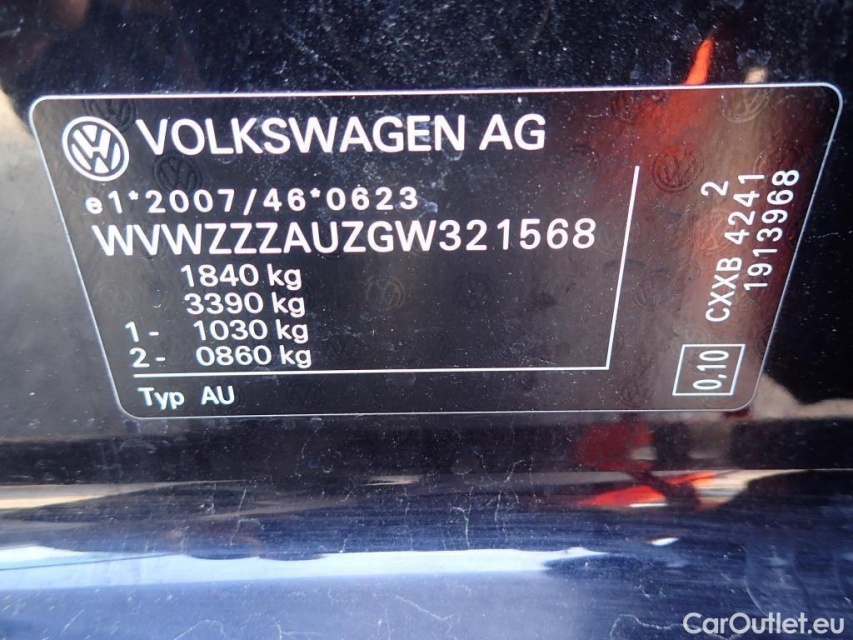 VOLKSWAGEN AG
e1*2007/46*0623
WVWZZZAUZGW321568
1840 kg
3390 kg
1- 1030 kg
2- 0860 kg
Typ AU
2
CXXB 4241
1913968
0,10
CarOutlet.eu